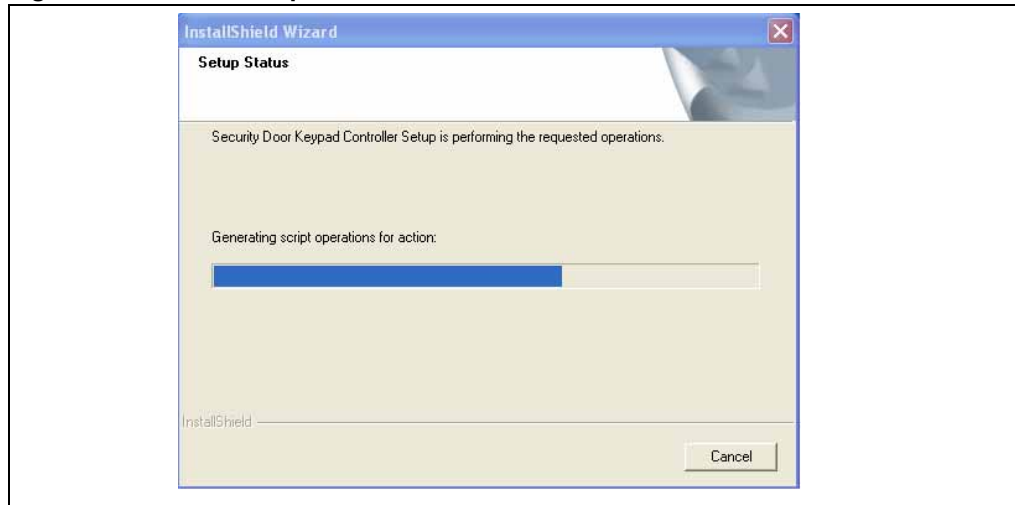 InstallShield Wizard
Setup Status
Security Door Keypad Controller Setup is performing the requested operations.
Generating script operations for action:
InstallShield
Cancel